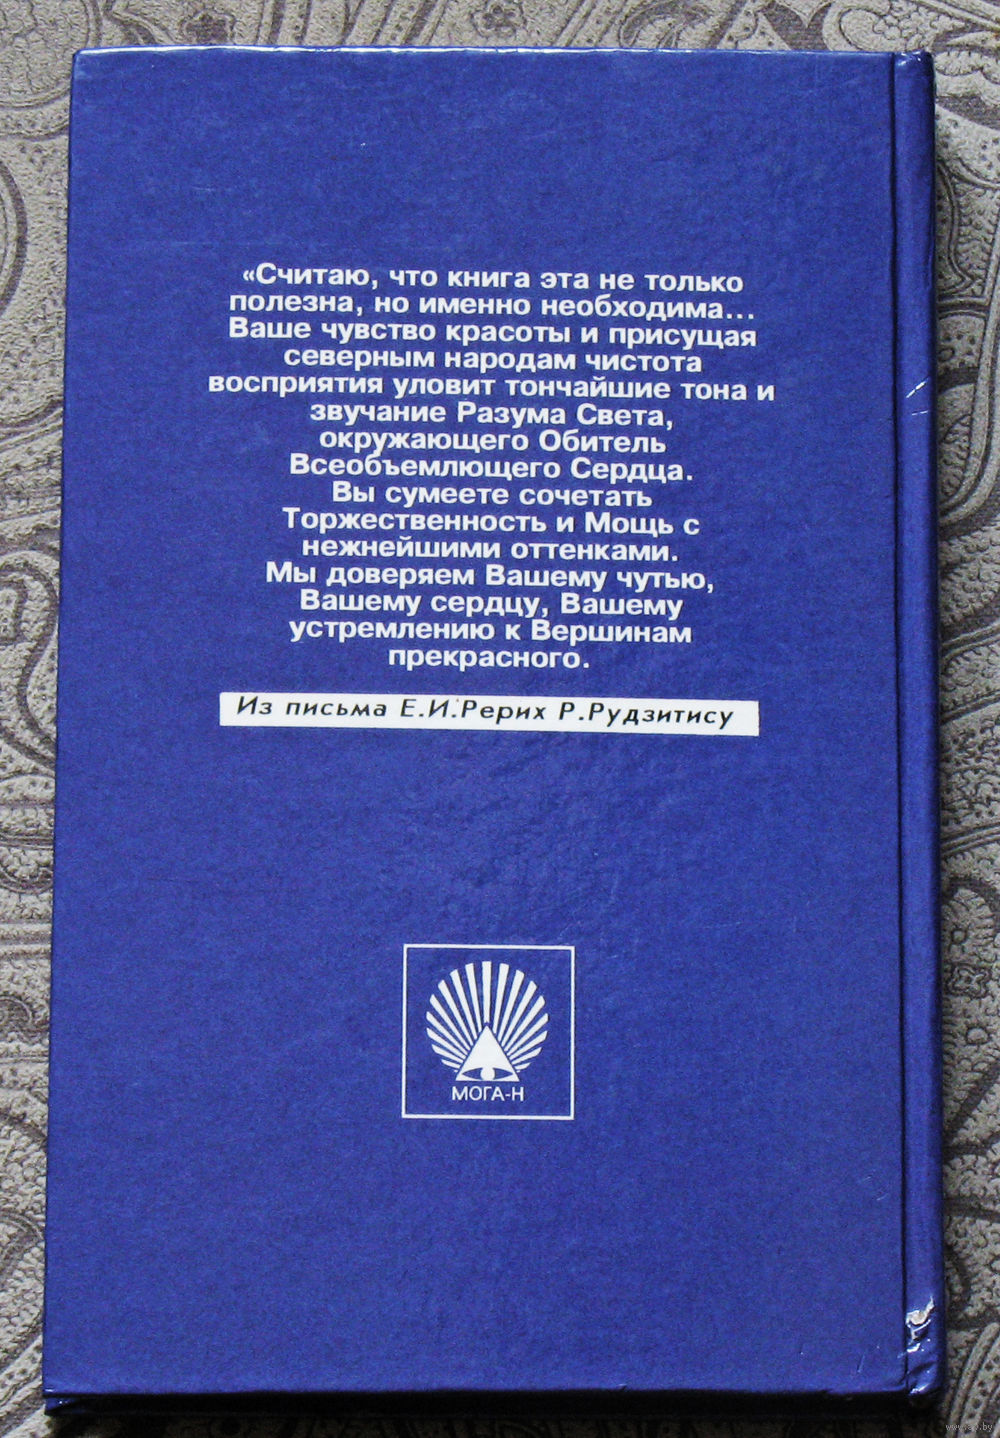 «Считаю, что книга эта не только
полезна, но именно необходима...
Ваше чувство красоты и присущая
северным народам чистота
восприятия уловит тончайшие тона и
звучание Разума Света,
окружающего Обитель
Всеобъемлющего Сердца.
Вы сумеете сочетать
Торжественность и Мощь с
нежнейшими оттенками.
Мы доверяем Вашему чутью,
Вашему сердцу, Вашему
устремлению к Вершинам
прекрасного.
Из письма Е.И.Рерих Р.Рудзитису
МОГА-Н